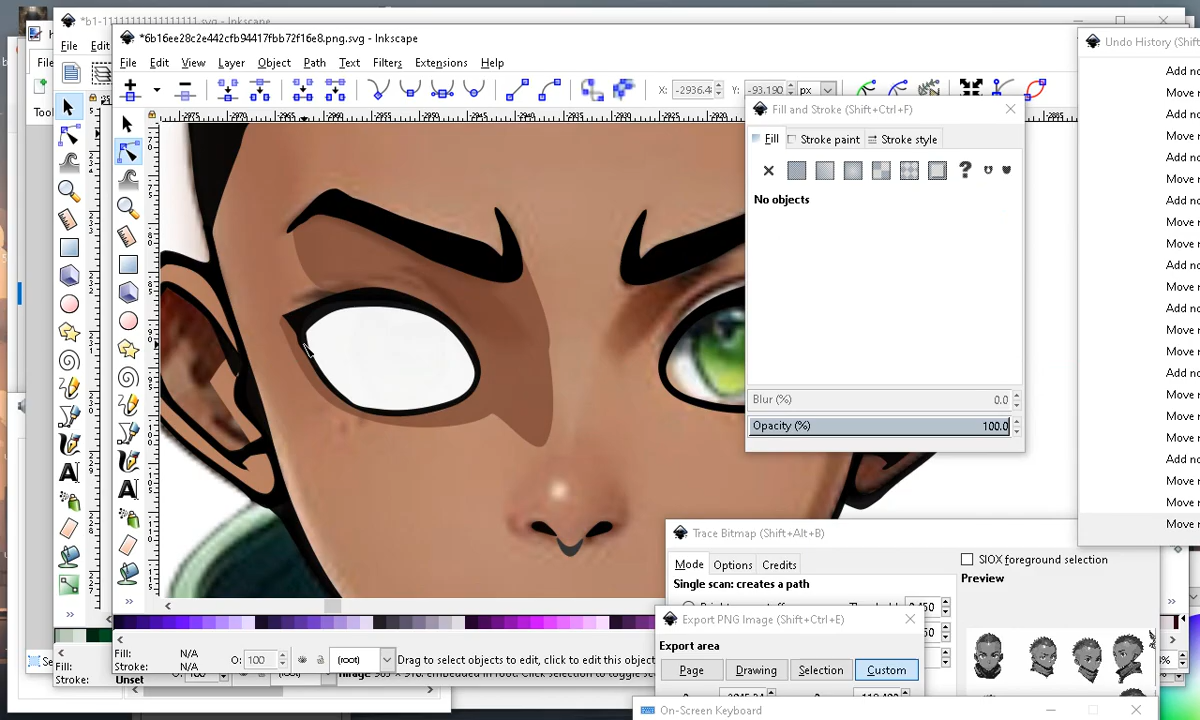 *b1-11111111111111111.svg - Inkscape
File Edit
*6b16ee28c2e442cfb94417fbb72f16e8.png.svg - Inkscape
File Edit View Layer Object Path Text Filters Extensions Help
X: -2936.4 Y: -93.190 px
Fill and Stroke (Shift+Ctrl+F)
Fill Stroke paint Stroke style
No objects
Blur (%) 0.0
Opacity (%) 100.0
Undo History (Shift
Add no
Move n
Add no
Move n
Add no
Move n
Add no
Move n
Move n
Add no
Move n
Add no
Move n
Move n
Add no
Move n
Move n
Move n
Add no
Move n
Move n
Move n
Trace Bitmap (Shift+Alt+B)
Mode Options Credits
SIOX foreground selection
Single scan: creates a path
Preview
Export PNG Image (Shift+Ctrl+E)
Export area
Page Drawing Selection Custom
Fill: N/A
Stroke: N/A
O: 100
(root)
Drag to select objects to edit, click to edit this object
Fill:
Stroke: Unset
On-Screen Keyboard